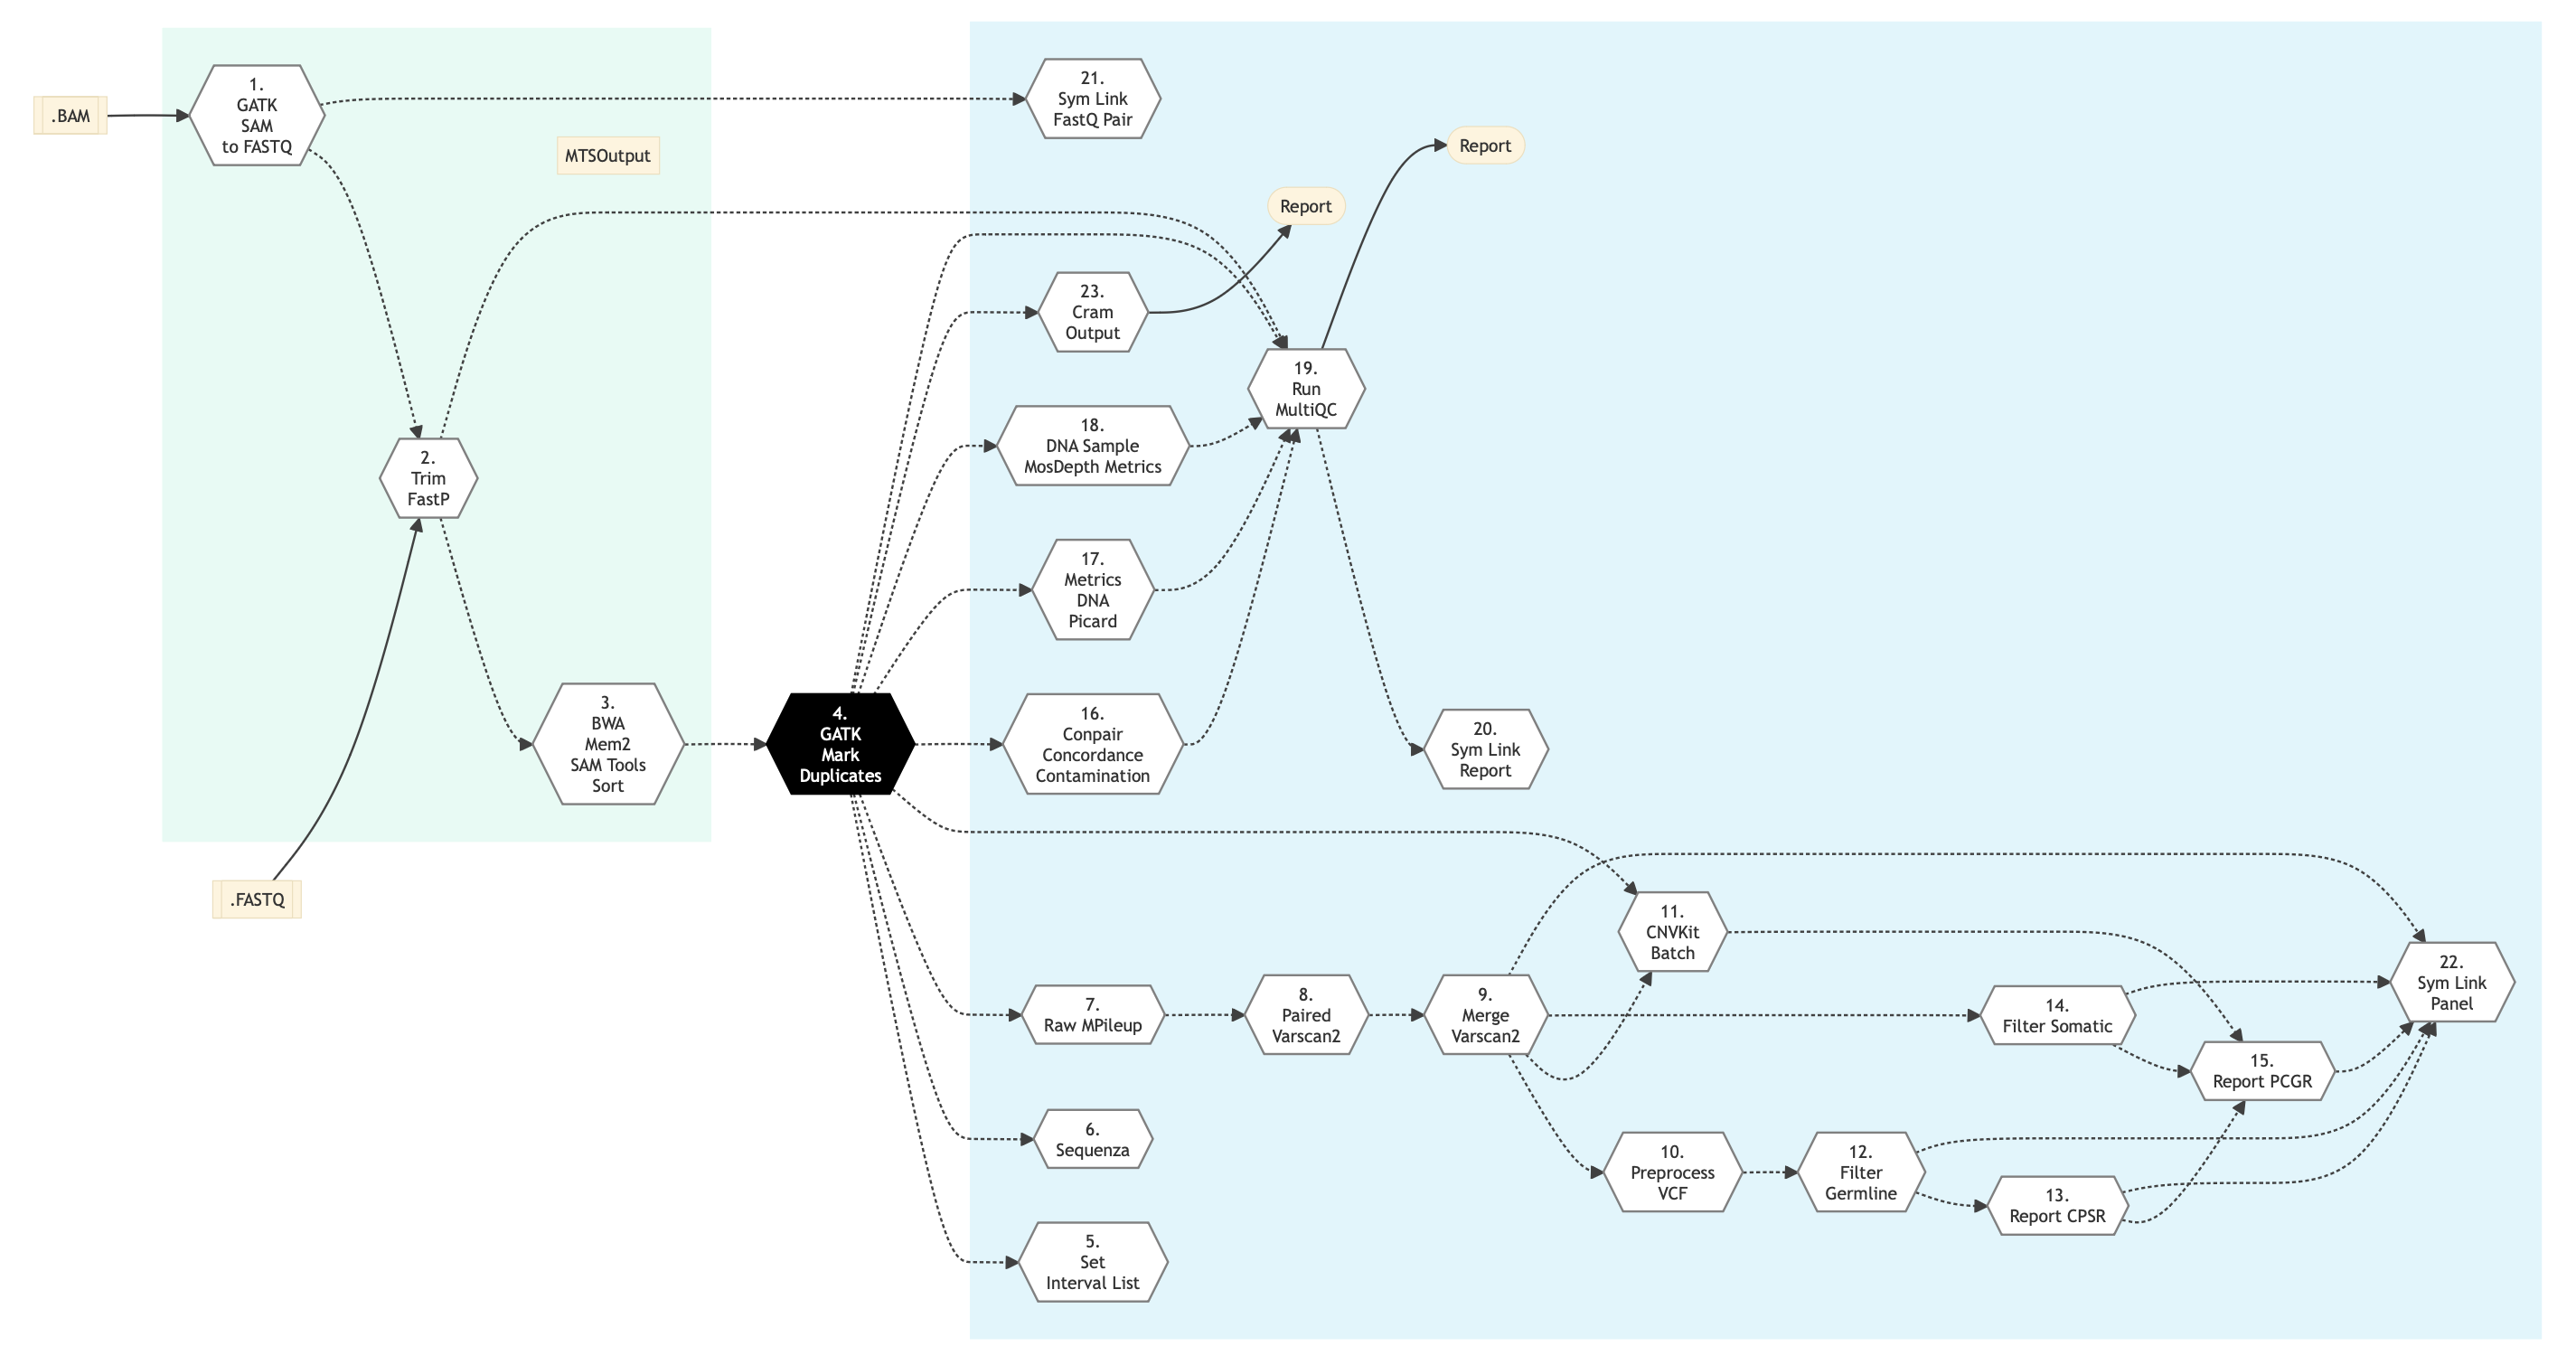 .BAM
1.
GATK
SAM
to FASTQ
MTSOutput
2.
Trim
FastP
3.
BWA
Mem2
SAM Tools
Sort
.FASTQ
4.
GATK
Mark
Duplicates
21.
Sym Link
FastQ Pair
Report
Report
23.
Cram
Output
19.
Run
MultiQC
18.
DNA Sample
MosDepth Metrics
17.
Metrics
DNA
Picard
16.
Conpair
Concordance
Contamination
20.
Sym Link
Report
11.
CNVKit
Batch
7.
Raw MPileup
8.
Paired
Varscan2
9.
Merge
Varscan2
14.
Filter Somatic
22.
Sym Link
Panel
15.
Report PCGR
6.
Sequenza
10.
Preprocess
VCF
12.
Filter
Germline
13.
Report CPSR
5.
Set
Interval List